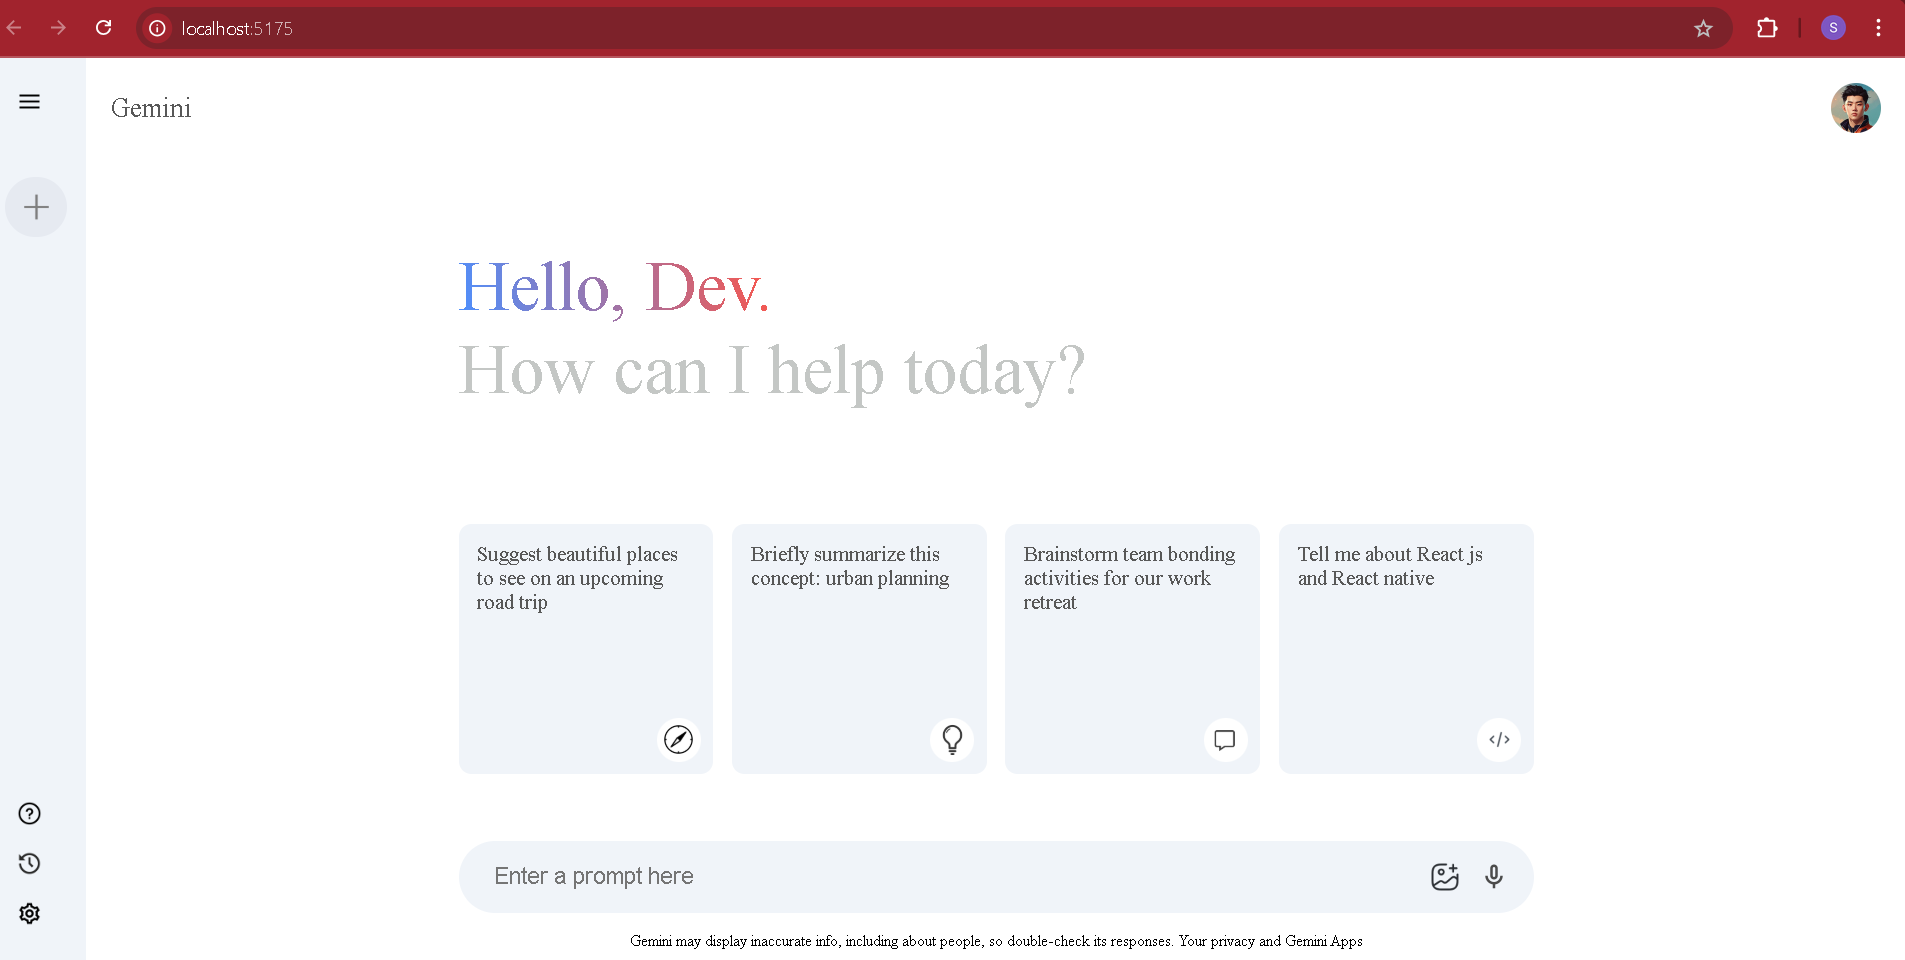 localhost:5175
S
Gemini
Hello, Dev.
How can I help today?
Suggest beautiful places
to see on an upcoming
road trip
Briefly summarize this
concept: urban planning
Brainstorm team bonding
activities for our work
retreat
Tell me about React js
and React native
Enter a prompt here
Gemini may display inaccurate info, including about people, so double-check its responses. Your privacy and Gemini Apps